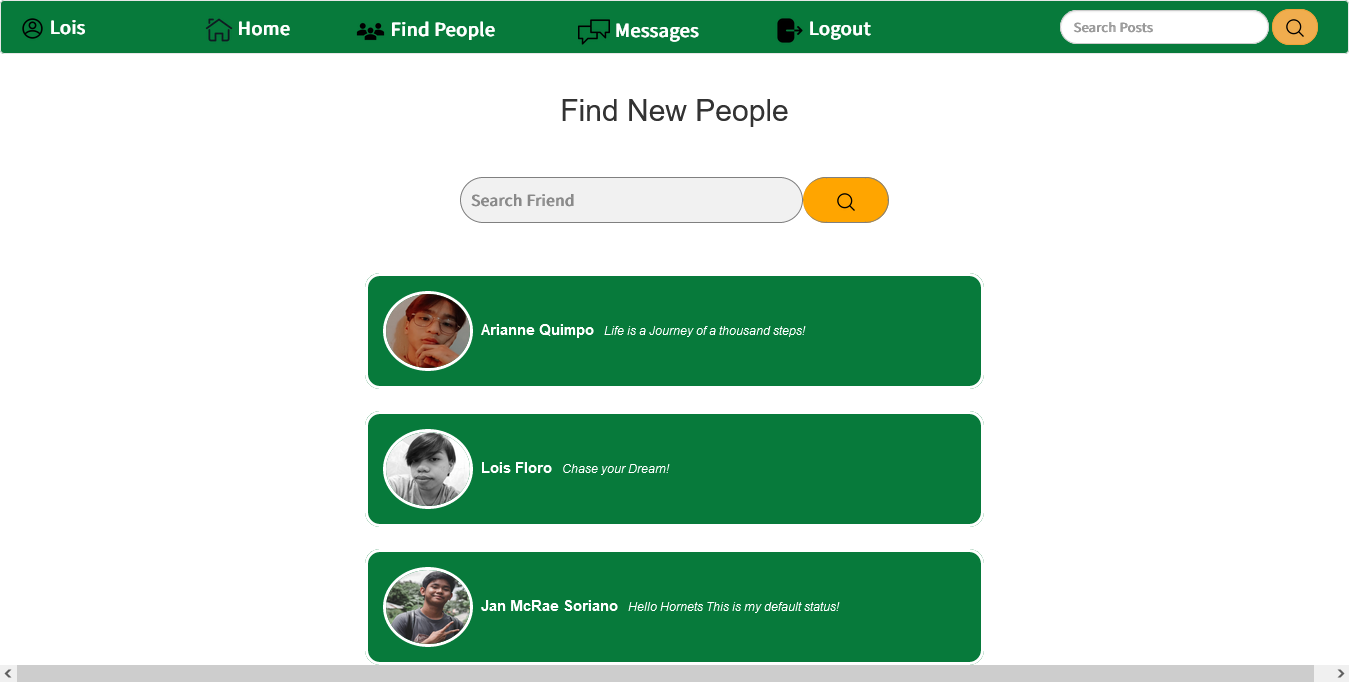 Lois Home Find People Messages Logout Search Posts
Find New People
Search Friend
Arianne Quimpo Life is a Journey of a thousand steps!
Lois Floro Chase your Dream!
Jan McRae Soriano Hello Hornets This is my default status!